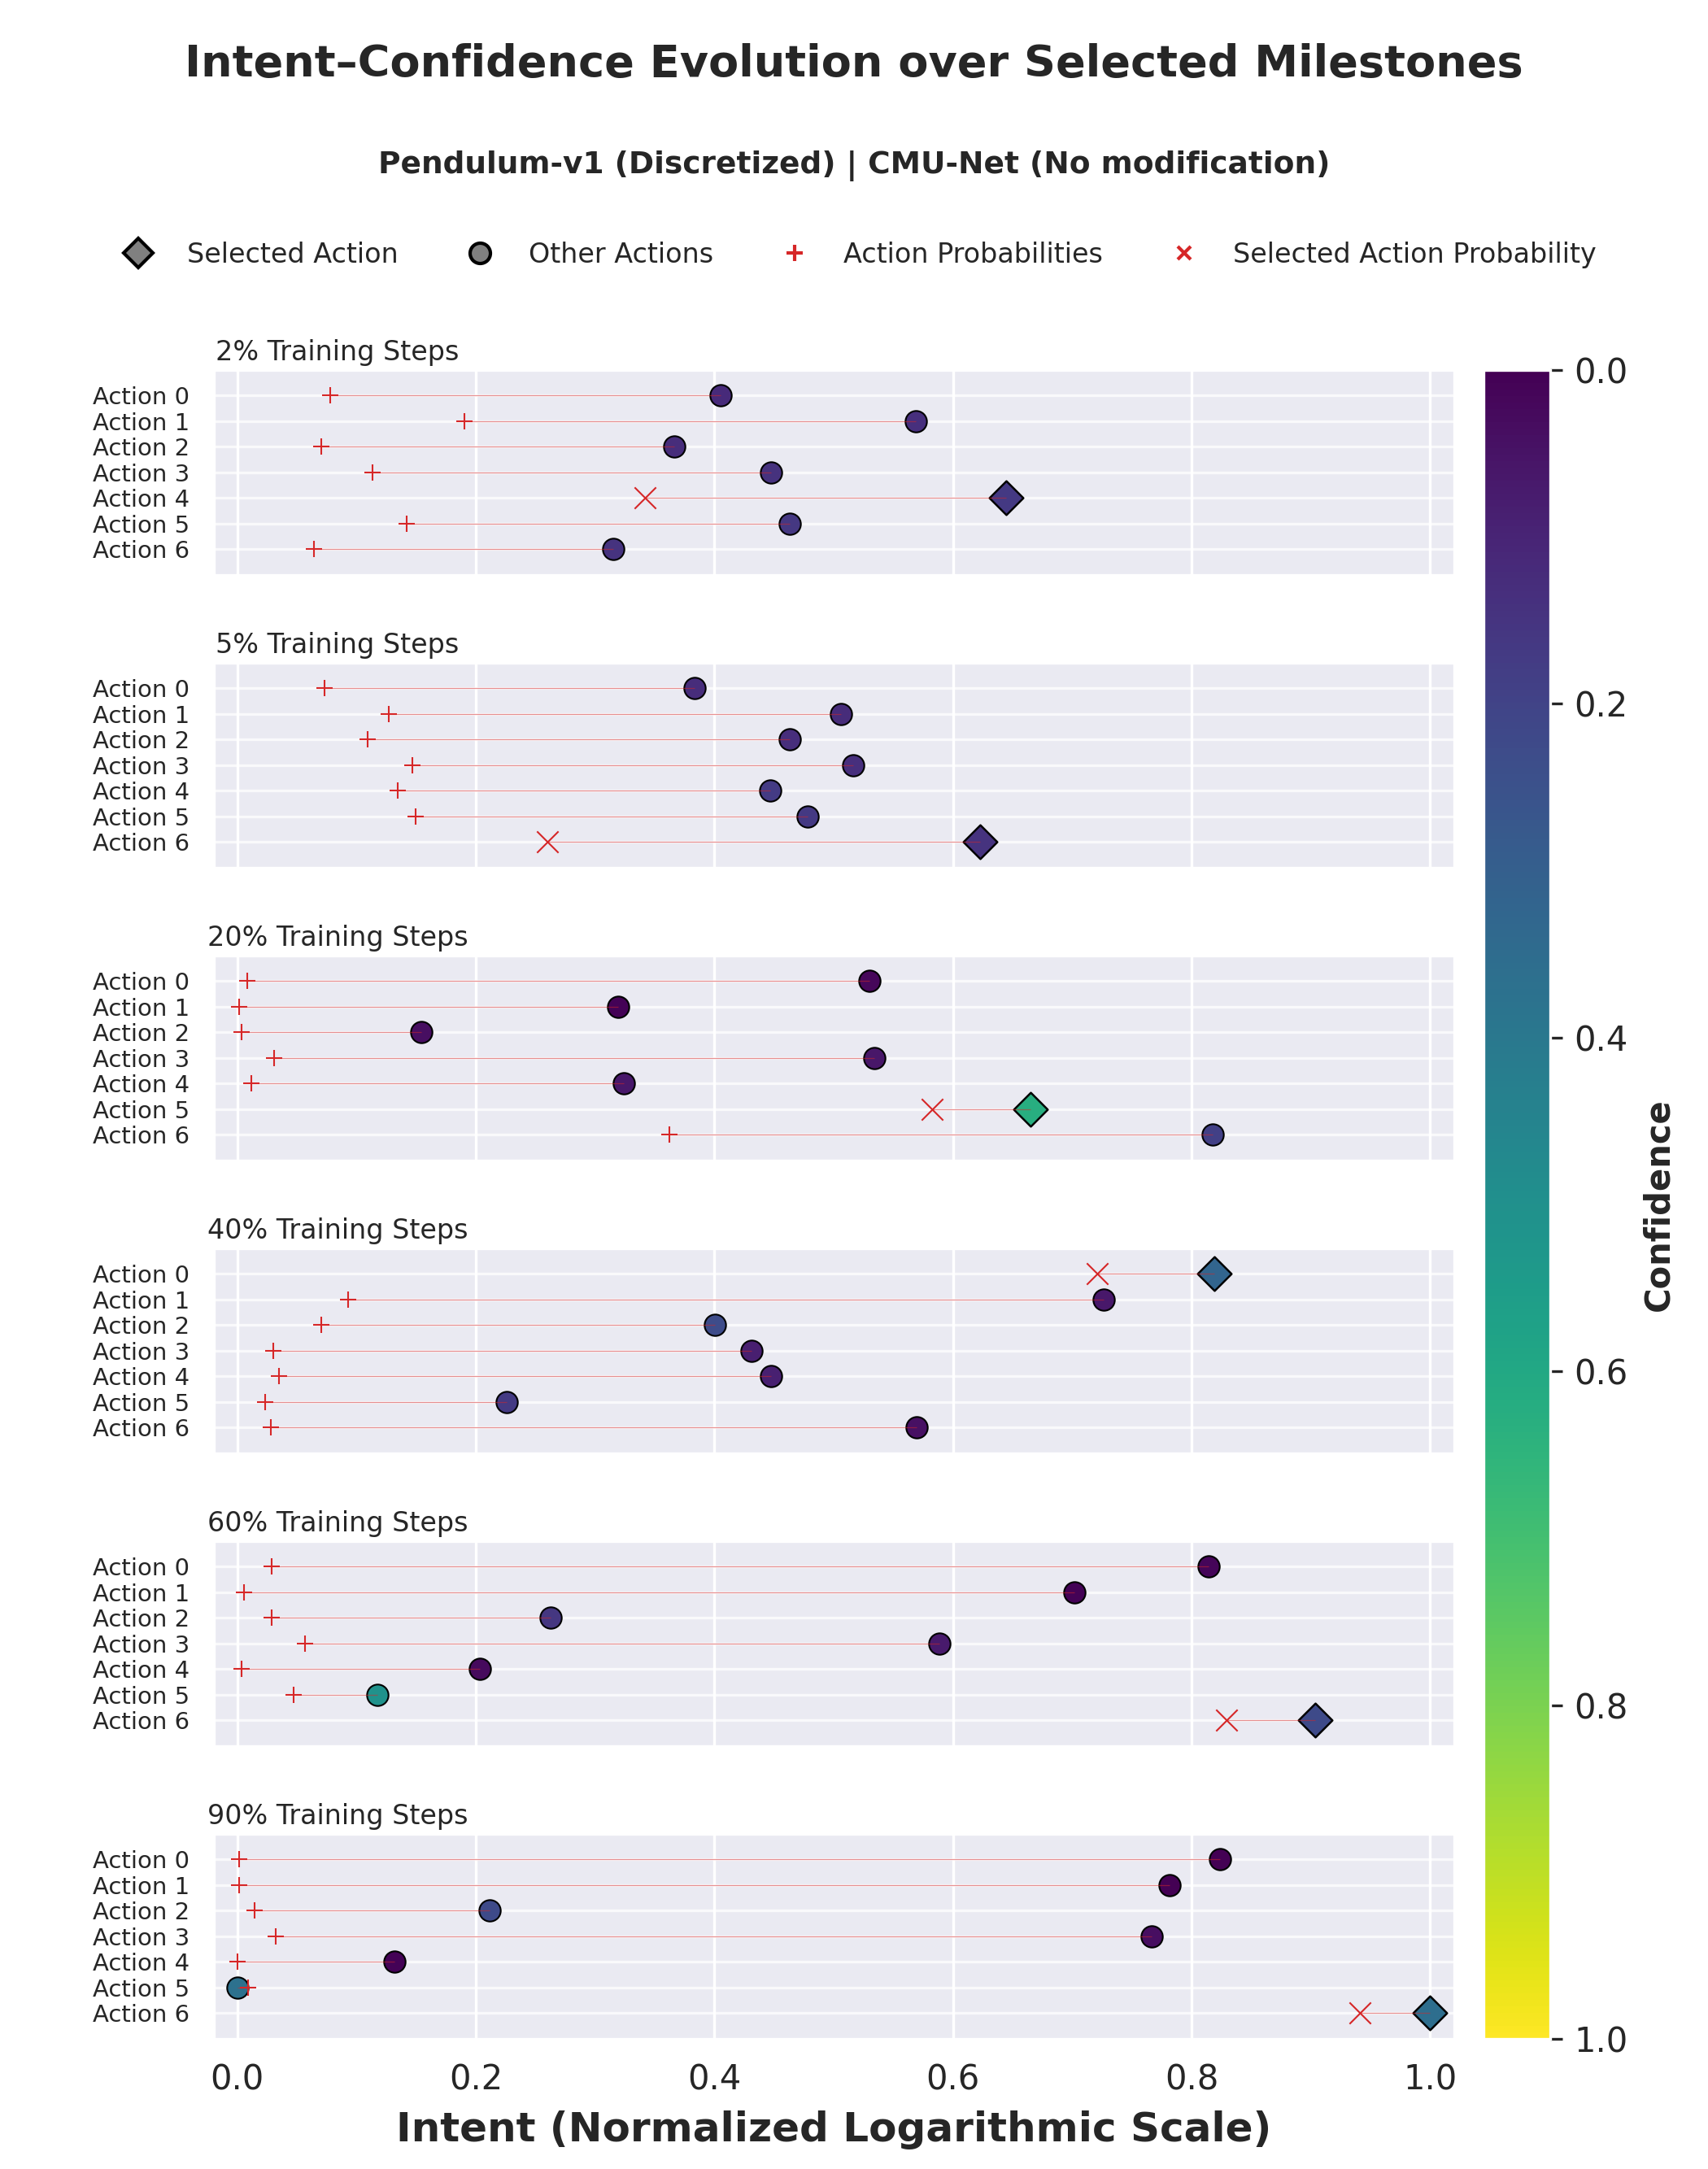 Intent–Confidence Evolution over Selected Milestones
Pendulum-v1 (Discretized) | CMU-Net (No modification)
Selected Action Other Actions Action Probabilities Selected Action Probability
2% Training Steps
Action 0
Action 1
Action 2
Action 3
Action 4
Action 5
Action 6
5% Training Steps
Action 0
Action 1
Action 2
Action 3
Action 4
Action 5
Action 6
20% Training Steps
Action 0
Action 1
Action 2
Action 3
Action 4
Action 5
Action 6
40% Training Steps
Action 0
Action 1
Action 2
Action 3
Action 4
Action 5
Action 6
60% Training Steps
Action 0
Action 1
Action 2
Action 3
Action 4
Action 5
Action 6
90% Training Steps
Action 0
Action 1
Action 2
Action 3
Action 4
Action 5
Action 6
0.0 0.2 0.4 0.6 0.8 1.0
Intent (Normalized Logarithmic Scale)
0.0
0.2
0.4
0.6
0.8
1.0
Confidence